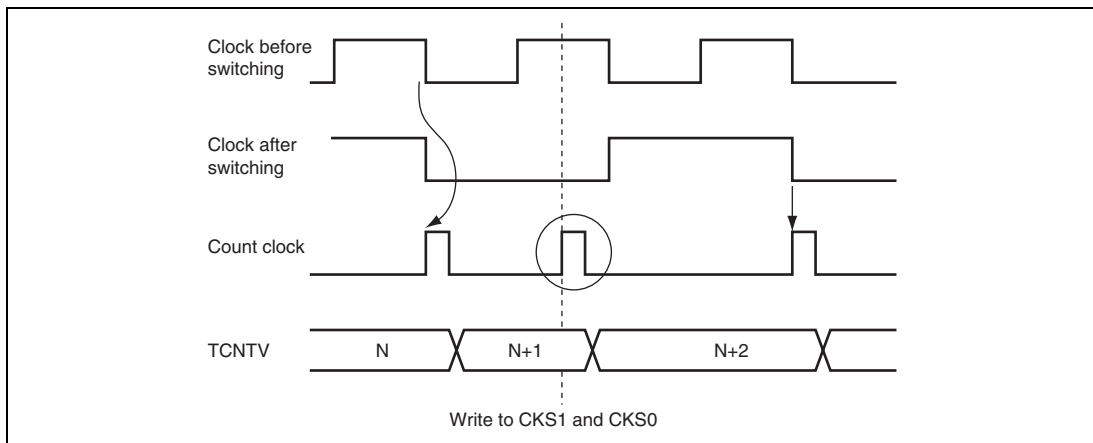 Clock before
switching
Clock after
switching
Count clock
TCNTV
N
N+1
N+2
Write to CKS1 and CKS0